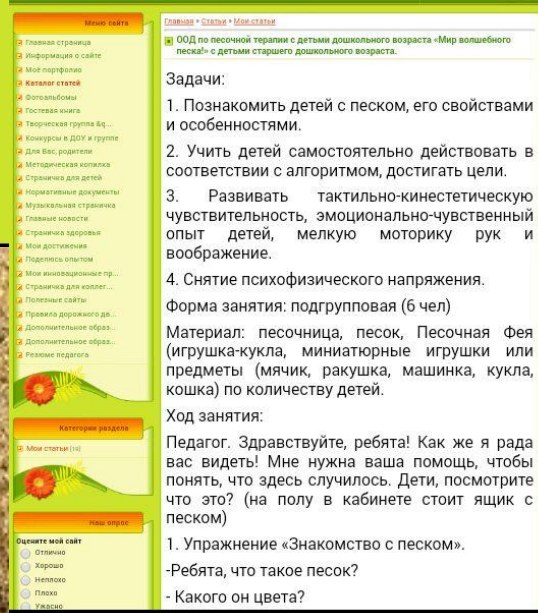 Меню сайта
Главная страница
Информация о сайте
Моё портфолио
Каталог статей
Фотоальбомы
Гостевая книга
Творческая группа &q...
Конкурсы в ДОУ и группе
Для Вас, родители
Методическая копилка
Страничка для детей
Нормативные документы
Музыкальная страничка
Главные новости
Страничка здоровья
Мои достижения
Поделюсь опытом
Мои инновационные пр...
Страничка для коллег...
Полезные сайты
Правила дорожного дв...
Дополнительное образ...
Дополнительное образ...
Резюме педагога
Категории раздела
Мои статьи [10]
Наш опрос
Оцените мой сайт
Отлично
Хорошо
Неплохо
Плохо
Ужасно
Главная » Статьи » Мои статьи
ООД по песочной терапии с детьми дошкольного возраста «Мир волшебного
песка!» с детьми старшего дошкольного возраста.
Задачи:
1. Познакомить детей с песком, его свойствами
и особенностями.
2. Учить детей самостоятельно действовать в
соответствии с алгоритмом, достигать цели.
3. Развивать тактильно-кинестетическую
чувствительность, эмоционально-чувственный
опыт детей, мелкую моторику рук и
воображение.
4. Снятие психофизического напряжения.
Форма занятия: подгрупповая (6 чел)
Материал: песочница, песок, Песочная Фея
(игрушка-кукла, миниатюрные игрушки или
предметы (мячик, ракушка, машинка, кукла,
кошка) по количеству детей.
Ход занятия:
Педагог. Здравствуйте, ребята! Как же я рада
вас видеть! Мне нужна ваша помощь, чтобы
понять, что здесь случилось. Дети, посмотрите
что это? (на полу в кабинете стоит ящик с
песком)
1. Упражнение «Знакомство с песком».
-Ребята, что такое песок?
- Какого он цвета?